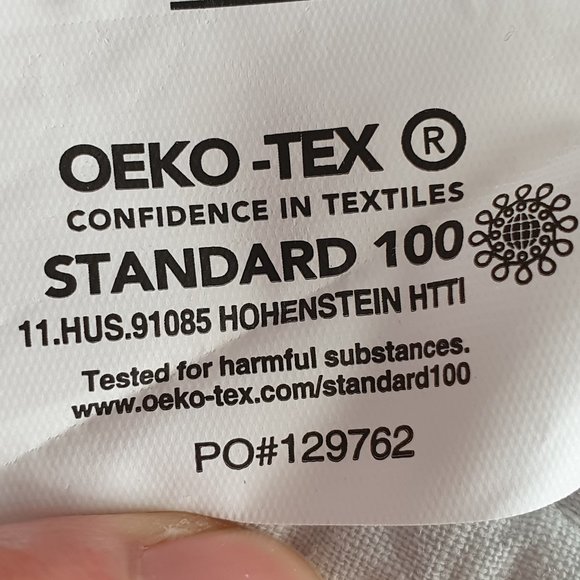 OEKO-TEX ®
CONFIDENCE IN TEXTILES
STANDARD 100
11.HUS.91085 HOHENSTEIN HTTI
Tested for harmful substances.
www.oeko-tex.com/standard100
PO#129762